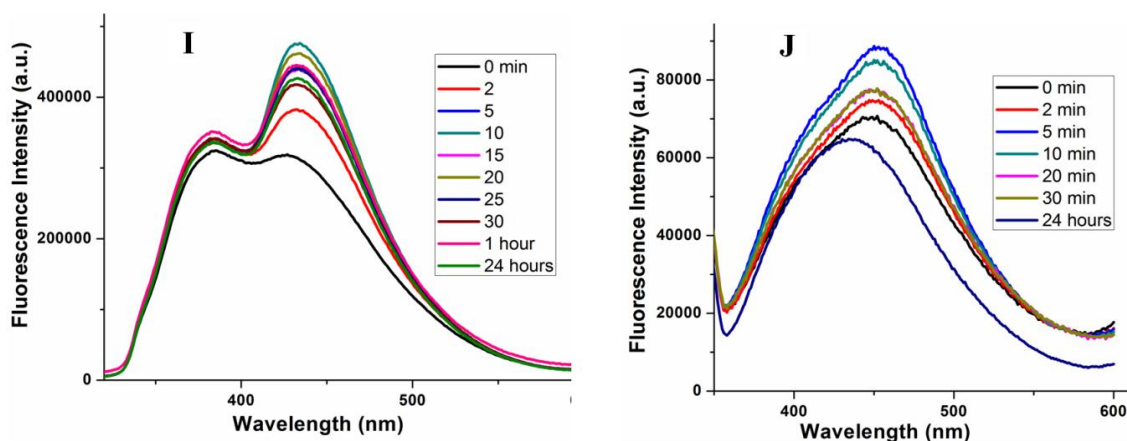 I
Fluorescence Intensity (a.u.)
400000
200000
0
400
500
6
Wavelength (nm)
0 min
2
5
10
15
20
25
30
1 hour
24 hours
J
Fluorescence Intensity (a.u.)
80000
60000
40000
20000
0
400
500
600
Wavelength (nm)
0 min
2 min
5 min
10 min
20 min
30 min
24 hours